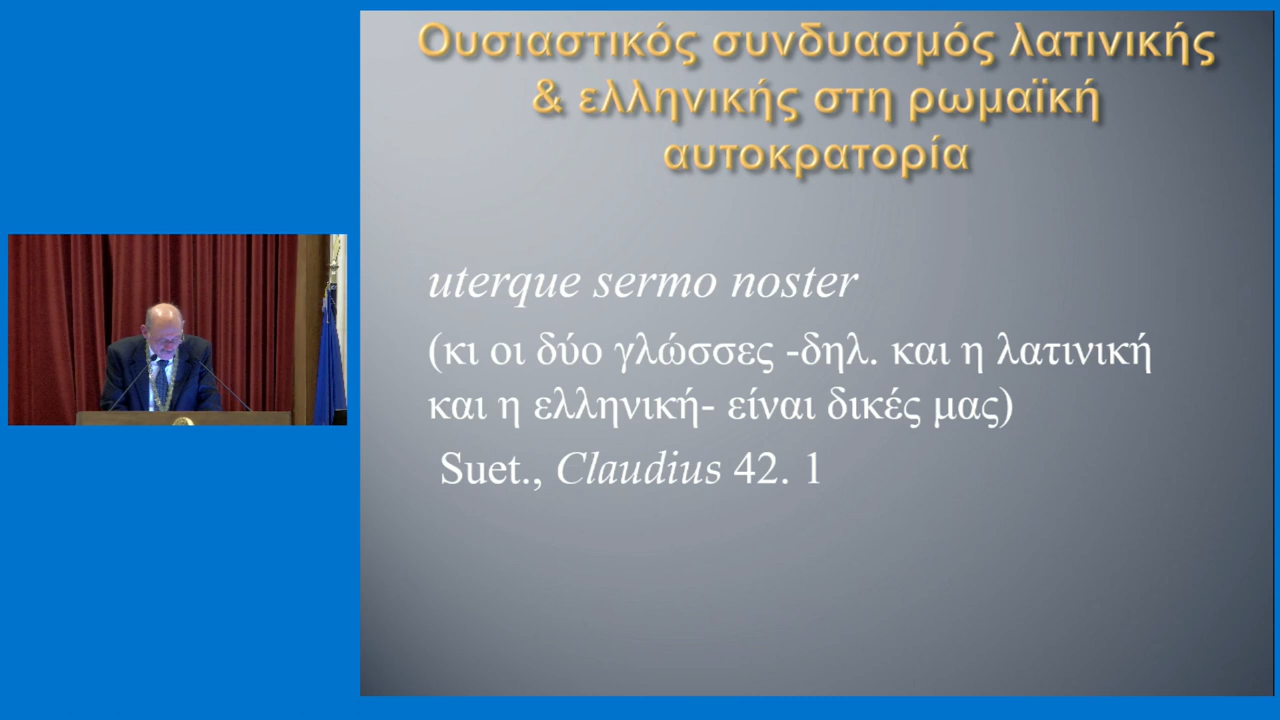 Ουσιαστικός συνδυασμός λατινικής
& ελληνικής στη ρωμαϊκή
αυτοκρατορία
uterque sermo noster
(κι οι δύο γλώσσες -δηλ. και η λατινική
και η ελληνική- είναι δικές μας)
Suet., Claudius 42. 1